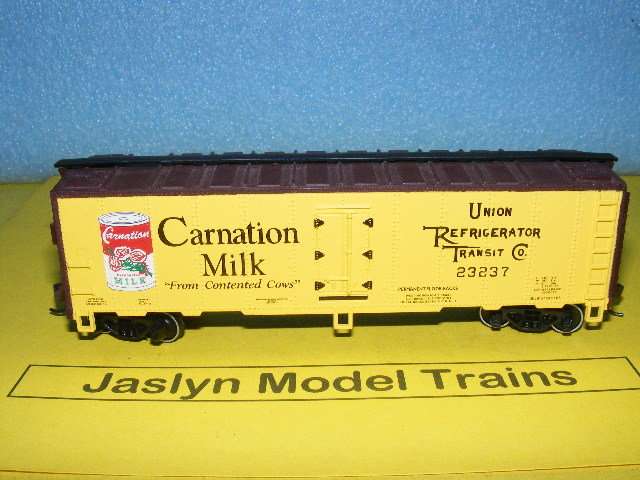 Carnation
MILK
Carnation
Milk
"From Contented Cows"
Union
Refrigerator
Transit Co.
23237
Jaslyn Model Trains